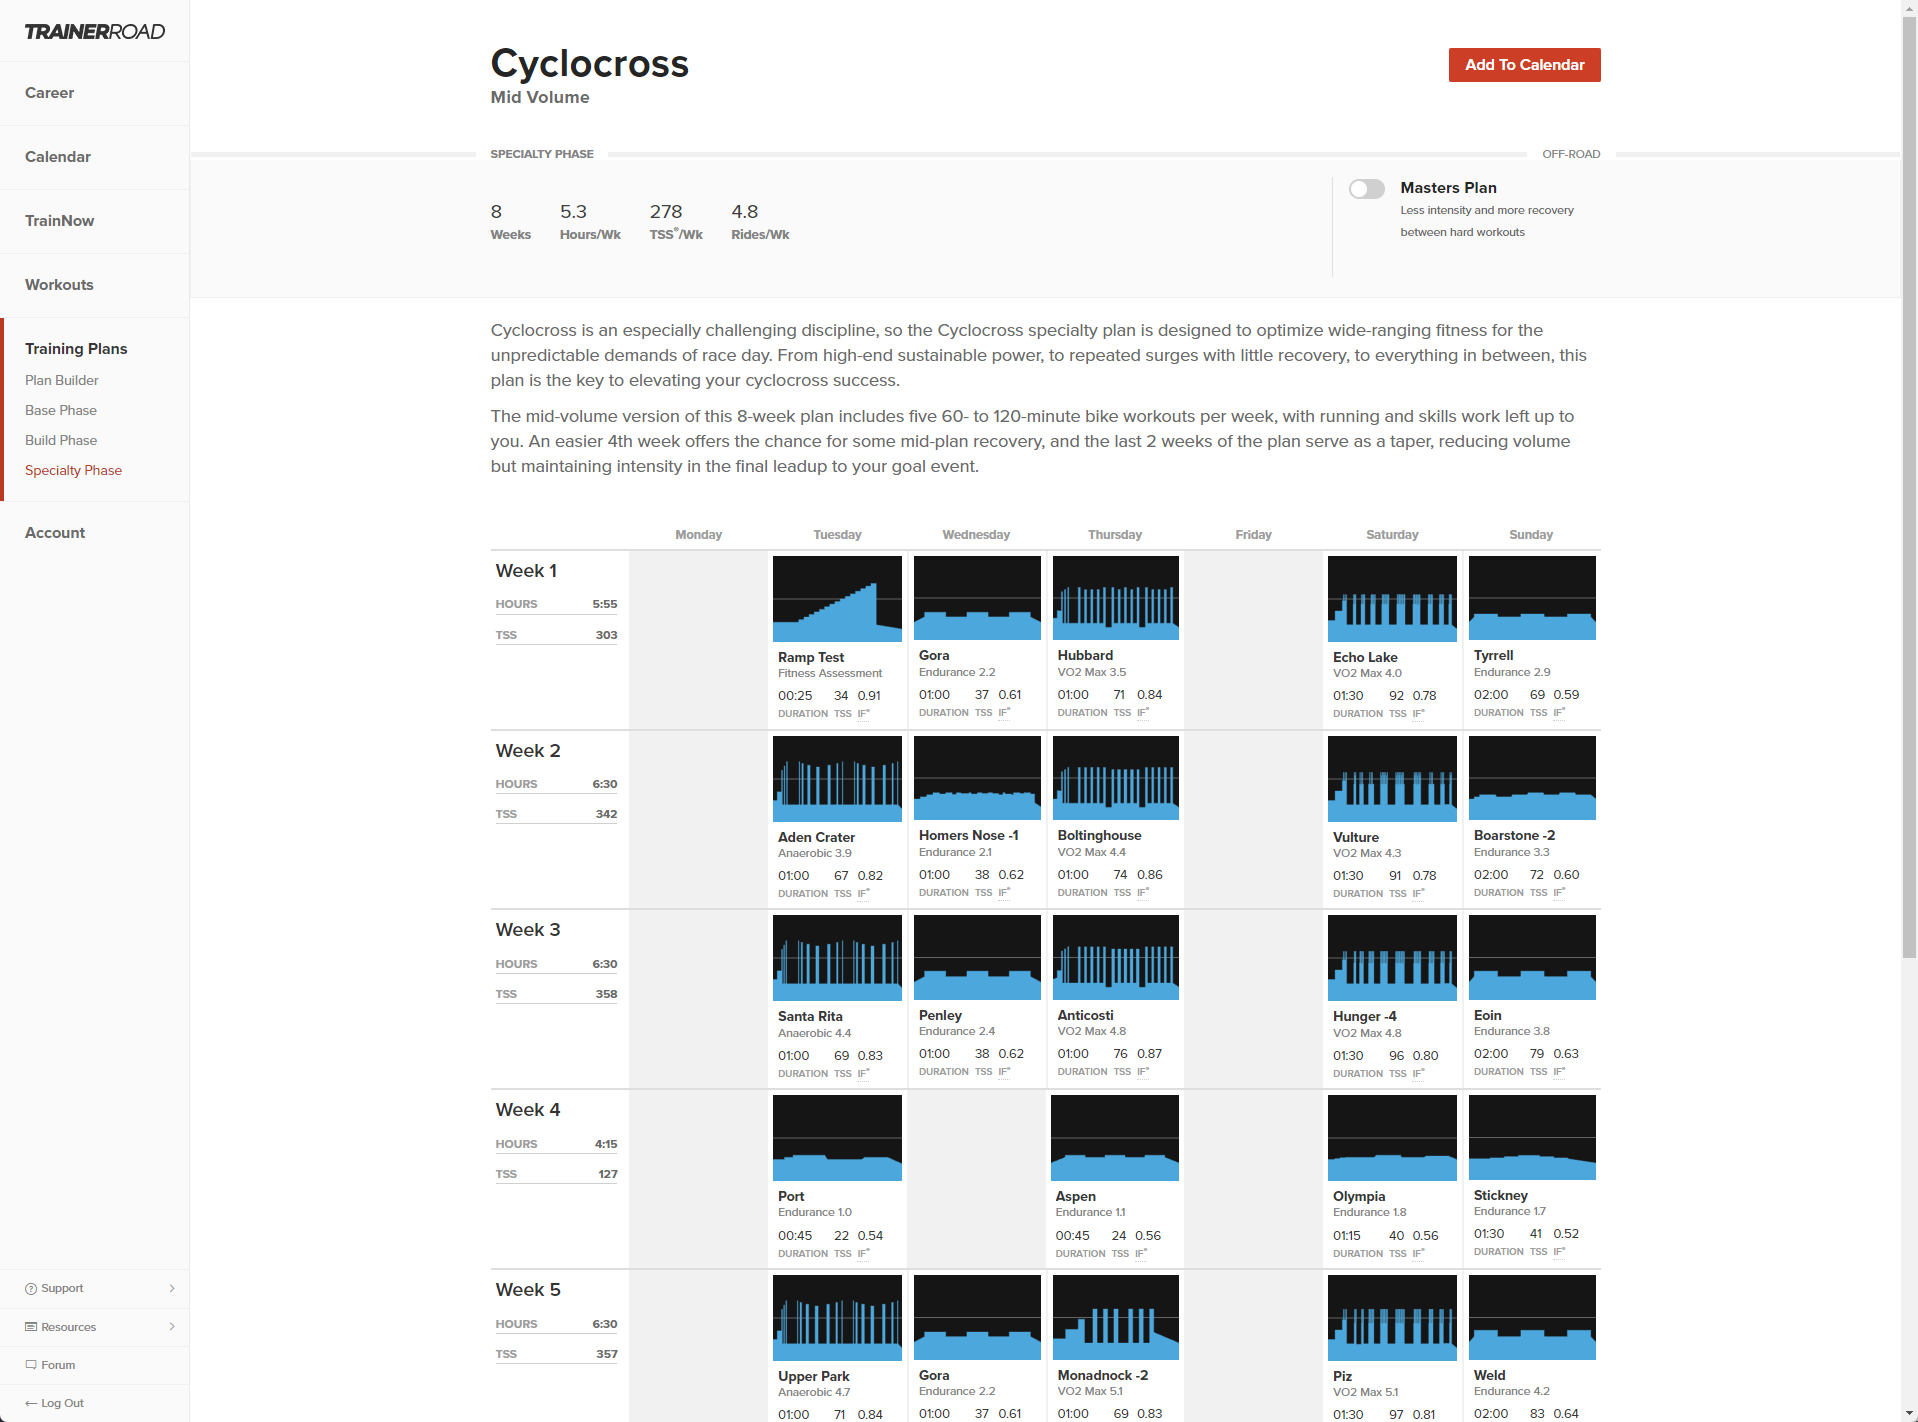 TRAINERROAD
Career
Calendar
TrainNow
Workouts
Training Plans
Plan Builder
Base Phase
Build Phase
Specialty Phase
Account
Support
Resources
Forum
Log Out
Cyclocross
Mid Volume
Add To Calendar
SPECIALTY PHASE
OFF-ROAD
8 5.3 278 4.8
Weeks Hours/Wk TSS®/Wk Rides/Wk
Masters Plan
Less intensity and more recovery
between hard workouts
Cyclocross is an especially challenging discipline, so the Cyclocross specialty plan is designed to optimize wide-ranging fitness for the
unpredictable demands of race day. From high-end sustainable power, to repeated surges with little recovery, to everything in between, this
plan is the key to elevating your cyclocross success.
The mid-volume version of this 8-week plan includes five 60- to 120-minute bike workouts per week, with running and skills work left up to
you. An easier 4th week offers the chance for some mid-plan recovery, and the last 2 weeks of the plan serve as a taper, reducing volume
but maintaining intensity in the final leadup to your goal event.
Monday Tuesday Wednesday Thursday Friday Saturday Sunday
Week 1
HOURS 5:55
TSS 303
Ramp Test
Fitness Assessment
00:25 34 0.91
DURATION TSS IF®
Gora
Endurance 2.2
01:00 37 0.61
DURATION TSS IF®
Hubbard
VO2 Max 3.5
01:00 71 0.84
DURATION TSS IF®
Echo Lake
VO2 Max 4.0
01:30 92 0.78
DURATION TSS IF®
Tyrrell
Endurance 2.9
02:00 69 0.59
DURATION TSS IF®
Week 2
HOURS 6:30
TSS 342
Aden Crater
Anaerobic 3.9
01:00 67 0.82
DURATION TSS IF®
Homers Nose -1
Endurance 2.1
01:00 38 0.62
DURATION TSS IF®
Boltinghouse
VO2 Max 4.4
01:00 74 0.86
DURATION TSS IF®
Vulture
VO2 Max 4.3
01:30 91 0.78
DURATION TSS IF®
Boarstone -2
Endurance 3.3
02:00 72 0.60
DURATION TSS IF®
Week 3
HOURS 6:30
TSS 358
Santa Rita
Anaerobic 4.4
01:00 69 0.83
DURATION TSS IF®
Penley
Endurance 2.4
01:00 38 0.62
DURATION TSS IF®
Anticosti
VO2 Max 4.8
01:00 76 0.87
DURATION TSS IF®
Hunger -4
VO2 Max 4.8
01:30 96 0.80
DURATION TSS IF®
Eoin
Endurance 3.8
02:00 79 0.63
DURATION TSS IF®
Week 4
HOURS 4:15
TSS 127
Port
Endurance 1.0
00:45 22 0.54
DURATION TSS IF®
Aspen
Endurance 1.1
00:45 24 0.56
DURATION TSS IF®
Olympia
Endurance 1.8
01:15 40 0.56
DURATION TSS IF®
Stickney
Endurance 1.7
01:30 41 0.52
DURATION TSS IF®
Week 5
HOURS 6:30
TSS 357
Upper Park
Anaerobic 4.7
01:00 71 0.84
Gora
Endurance 2.2
01:00 37 0.61
Monadnock -2
VO2 Max 5.1
01:00 69 0.83
Piz
VO2 Max 5.1
01:30 97 0.81
Weld
Endurance 4.2
02:00 83 0.64